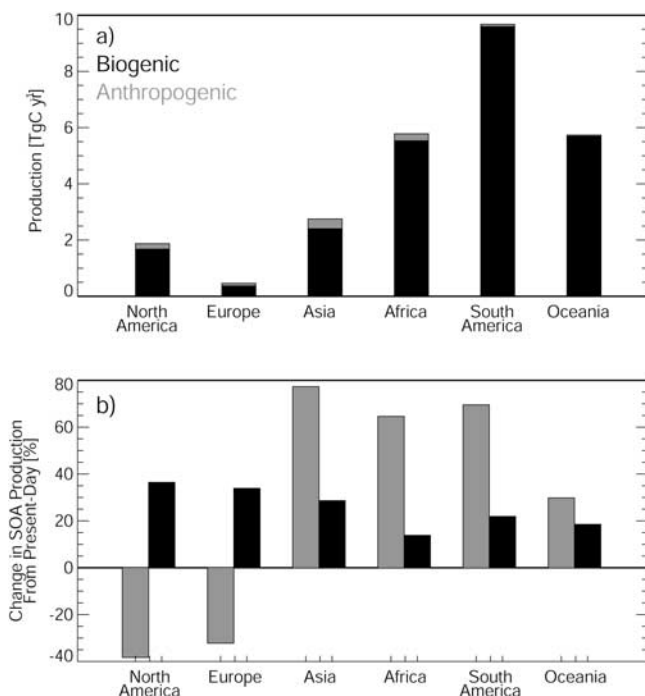 10
a)
Biogenic
Anthropogenic
8
6
4
2
0
Production [TgC yr]
North
America
Europe
Asia
Africa
South
America
Oceania
80
b)
60
40
20
0
-20
-40
Change in SOA Production
From Present-Day [%]
North
America
Europe
Asia
Africa
South
America
Oceania